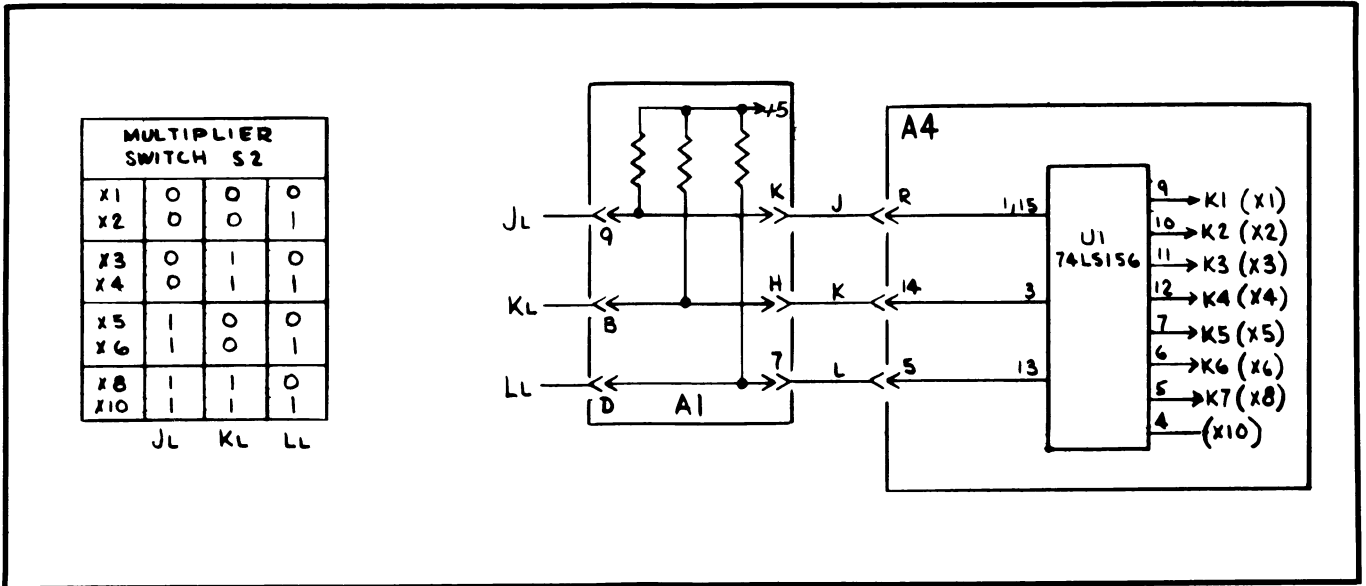 MULTIPLIER
SWITCH S2
X1 0 0 0
X2 0 0 1
X3 0 1 0
X4 0 1 1
X5 1 0 0
X6 1 0 1
X8 1 1 0
X10 1 1 1
JL KL LL
+5
A1
JL
9
K
J
R
1,15
KL
B
H
K
14
3
LL
D
7
L
5
13
A4
U1
74LS156
9 K1 (X1)
10 K2 (X2)
11 K3 (X3)
12 K4 (X4)
7 K5 (X5)
6 K6 (X6)
5 K7 (X8)
4 (X10)